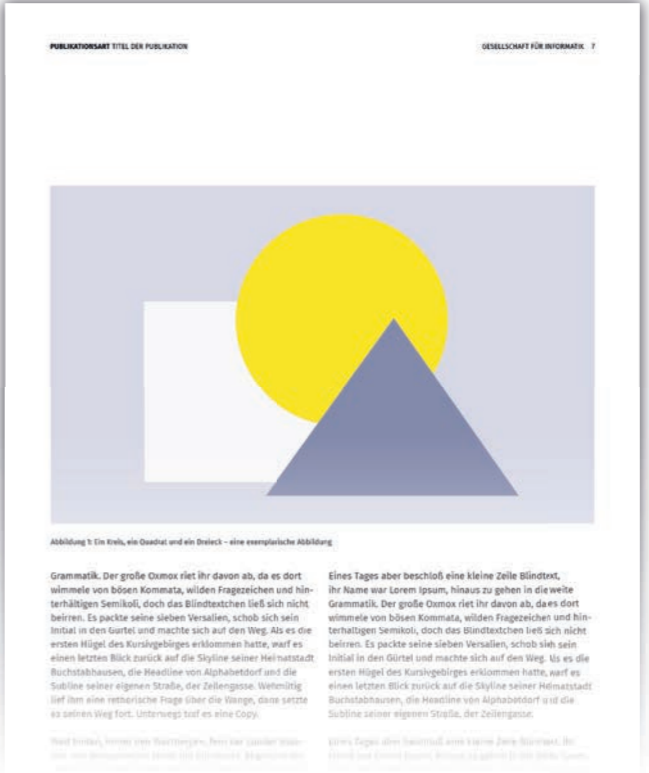 PUBLIKATIONSART TITEL DER PUBLIKATION
GESELLSCHAFT FÜR INFORMATIK 7
Abbildung 1: Ein Kreis, ein Quadrat und ein Dreieck – eine exemplarische Abbildung
Grammatik. Der große Oxmox riet ihr davon ab, da es dort
wimmele von bösen Kommata, wilden Fragezeichen und hin-
terhältigen Semikoli, doch das Blindtextchen ließ sich nicht
beirren. Es packte seine sieben Versalien, schob sich sein
Initial in den Gürtel und machte sich auf den Weg. Als es die
ersten Hügel des Kursivgebirges erklommen hatte, warf es
einen letzten Blick zurück auf die Skyline seiner Heimatstadt
Buchstabhausen, die Headline von Alphabetdorf und die
Subline seiner eigenen Straße, der Zeilengasse. Wehmütig
lief ihm eine rethorische Frage über die Wange, dann setzte
es seinen Weg fort. Unterwegs traf es eine Copy.
Eines Tages aber beschloß eine kleine Zeile Blindtext,
ihr Name war Lorem Ipsum, hinaus zu gehen in die weite
Grammatik. Der große Oxmox riet ihr davon ab, da es dort
wimmele von bösen Kommata, wilden Fragezeichen und hin-
terhältigen Semikoli, doch das Blindtextchen ließ sich nicht
beirren. Es packte seine sieben Versalien, schob sich sein
Initial in den Gürtel und machte sich auf den Weg. Als es die
ersten Hügel des Kursivgebirges erklommen hatte, warf es
einen letzten Blick zurück auf die Skyline seiner Heimatstadt
Buchstabhausen, die Headline von Alphabetdorf und die
Subline seiner eigenen Straße, der Zeilengasse.
Eines Tages aber beschloß eine kleine Zeile Blindtext, ihr